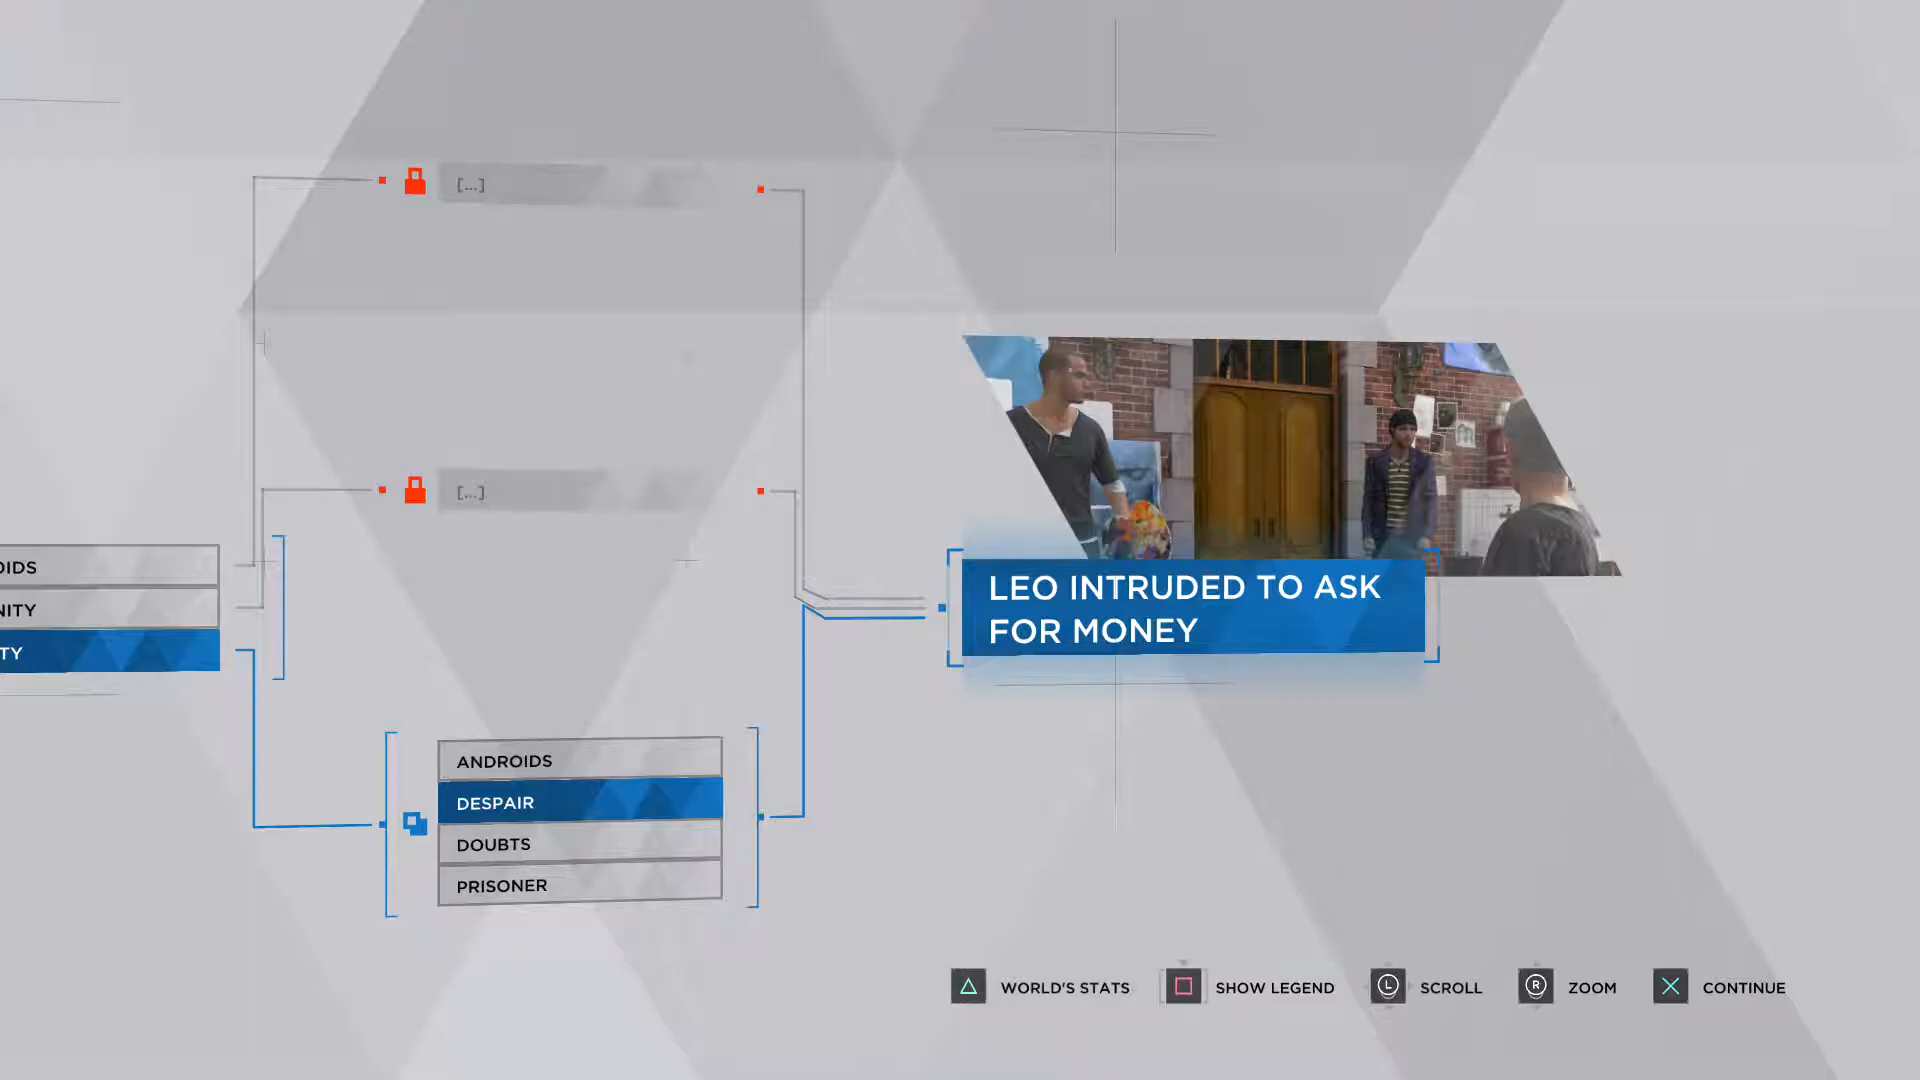 [...]
[...]
OIDS
NITY
TY
LEO INTRUDED TO ASK
FOR MONEY
ANDROIDS
DESPAIR
DOUBTS
PRISONER
WORLD'S STATS
SHOW LEGEND
L
SCROLL
R
ZOOM
CONTINUE